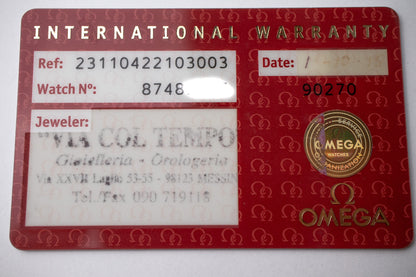 INTERNATIONAL WARRANTY
Ref: 23110422103003
Date:
Watch Nº: 8748
90270
Jeweler:
"VIA COL TEMPO
Gioielleria - Orologeria
Via XXVII Luglio, 53-55 - 98123 MESSIN
Tel./Fax 090 719118
SERVICE
OMEGA
WATCHES
ORGANIZATION
OMEGA